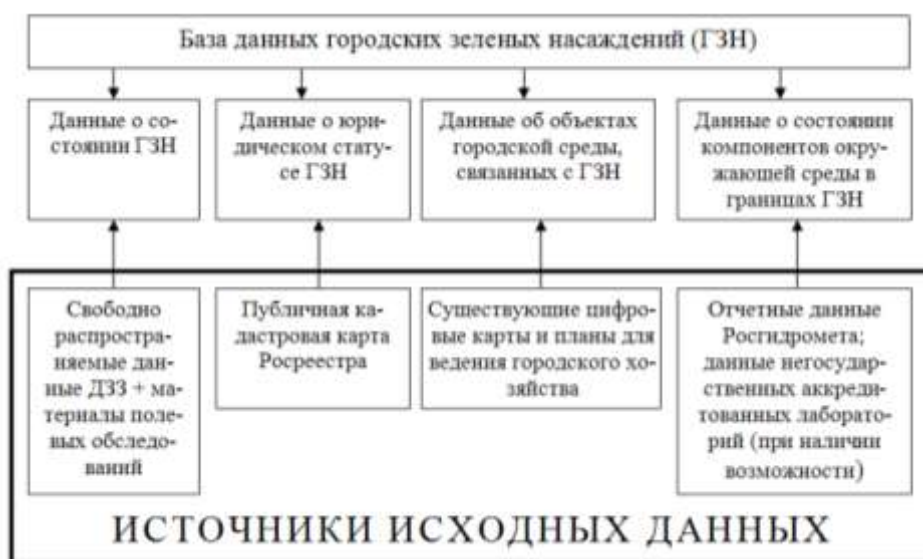 База данных городских зеленых насаждений (ГЗН)
Данные о со-
стоянии ГЗН
Данные о юри-
дическом стату-
се ГЗН
Данные об объектах
городской среды,
связанных с ГЗН
Данные о состоянии
компонентов окру-
жающей среды в
границах ГЗН
Свободно
распростра-
няемые дан-
ные ДЗЗ + ма-
териалы поле-
вых обследо-
ваний
Публичная ка-
дастровая карта
Росреестра
Существующие цифро-
вые карты и планы для
ведения городского хо-
зяйства
Отчетные данные
Росгидромета;
данные негосудар-
ственных аккреди-
тованных лаборато-
рий (при наличии
возможности)
ИСТОЧНИКИ ИСХОДНЫХ ДАННЫХ